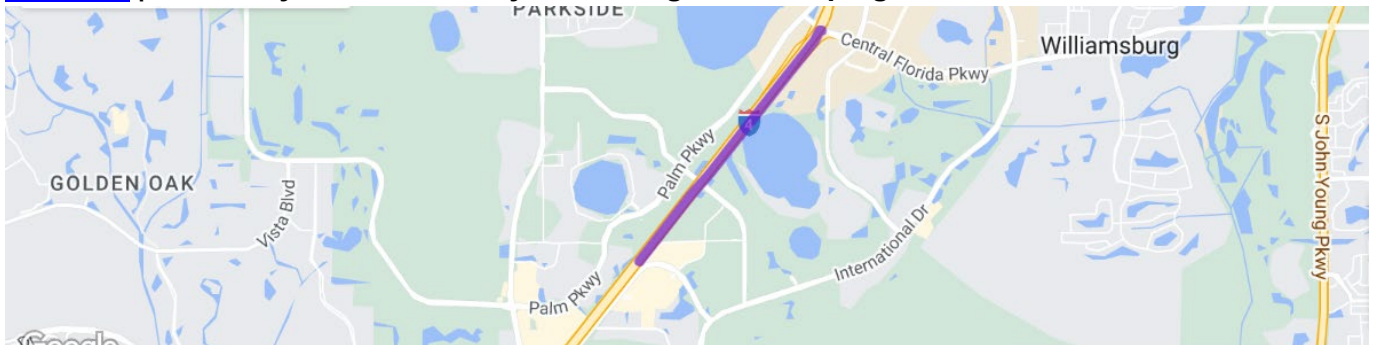 PARKSIDE
Central Florida Pkwy
Williamsburg
4
Palm Pkwy
S John Young Pkwy
GOLDEN OAK
Vista Blvd
International Dr
Palm Pkwy
Google